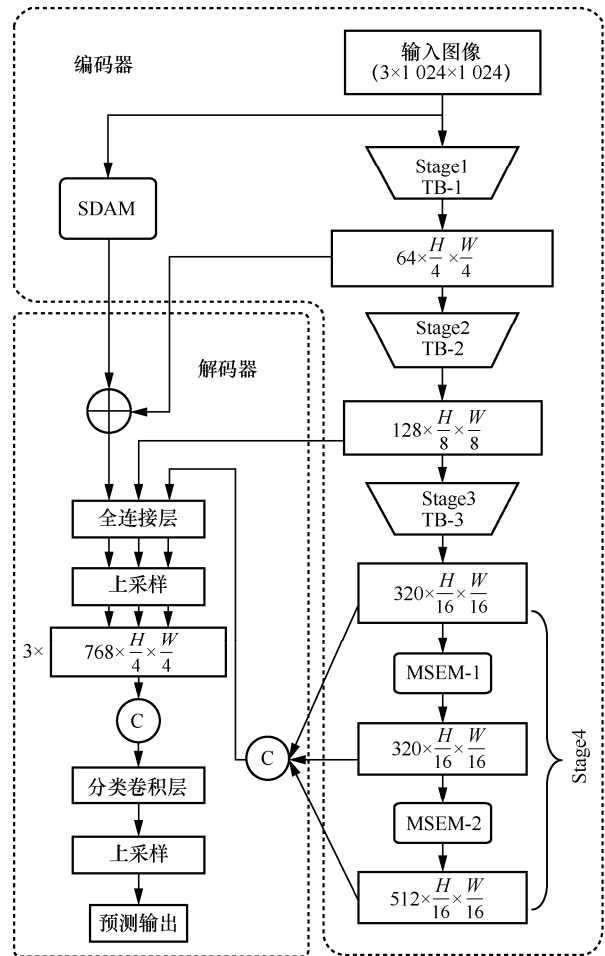 编码器
输入图像
(3×1 024×1 024)
Stage1
TB-1
SDAM
64×H/4×W/4
Stage2
TB-2
解码器
128×H/8×W/8
Stage3
TB-3
全连接层
上采样
320×H/16×W/16
3×
768×H/4×W/4
MSEM-1
C
C
320×H/16×W/16
Stage4
分类卷积层
MSEM-2
上采样
512×H/16×W/16
预测输出